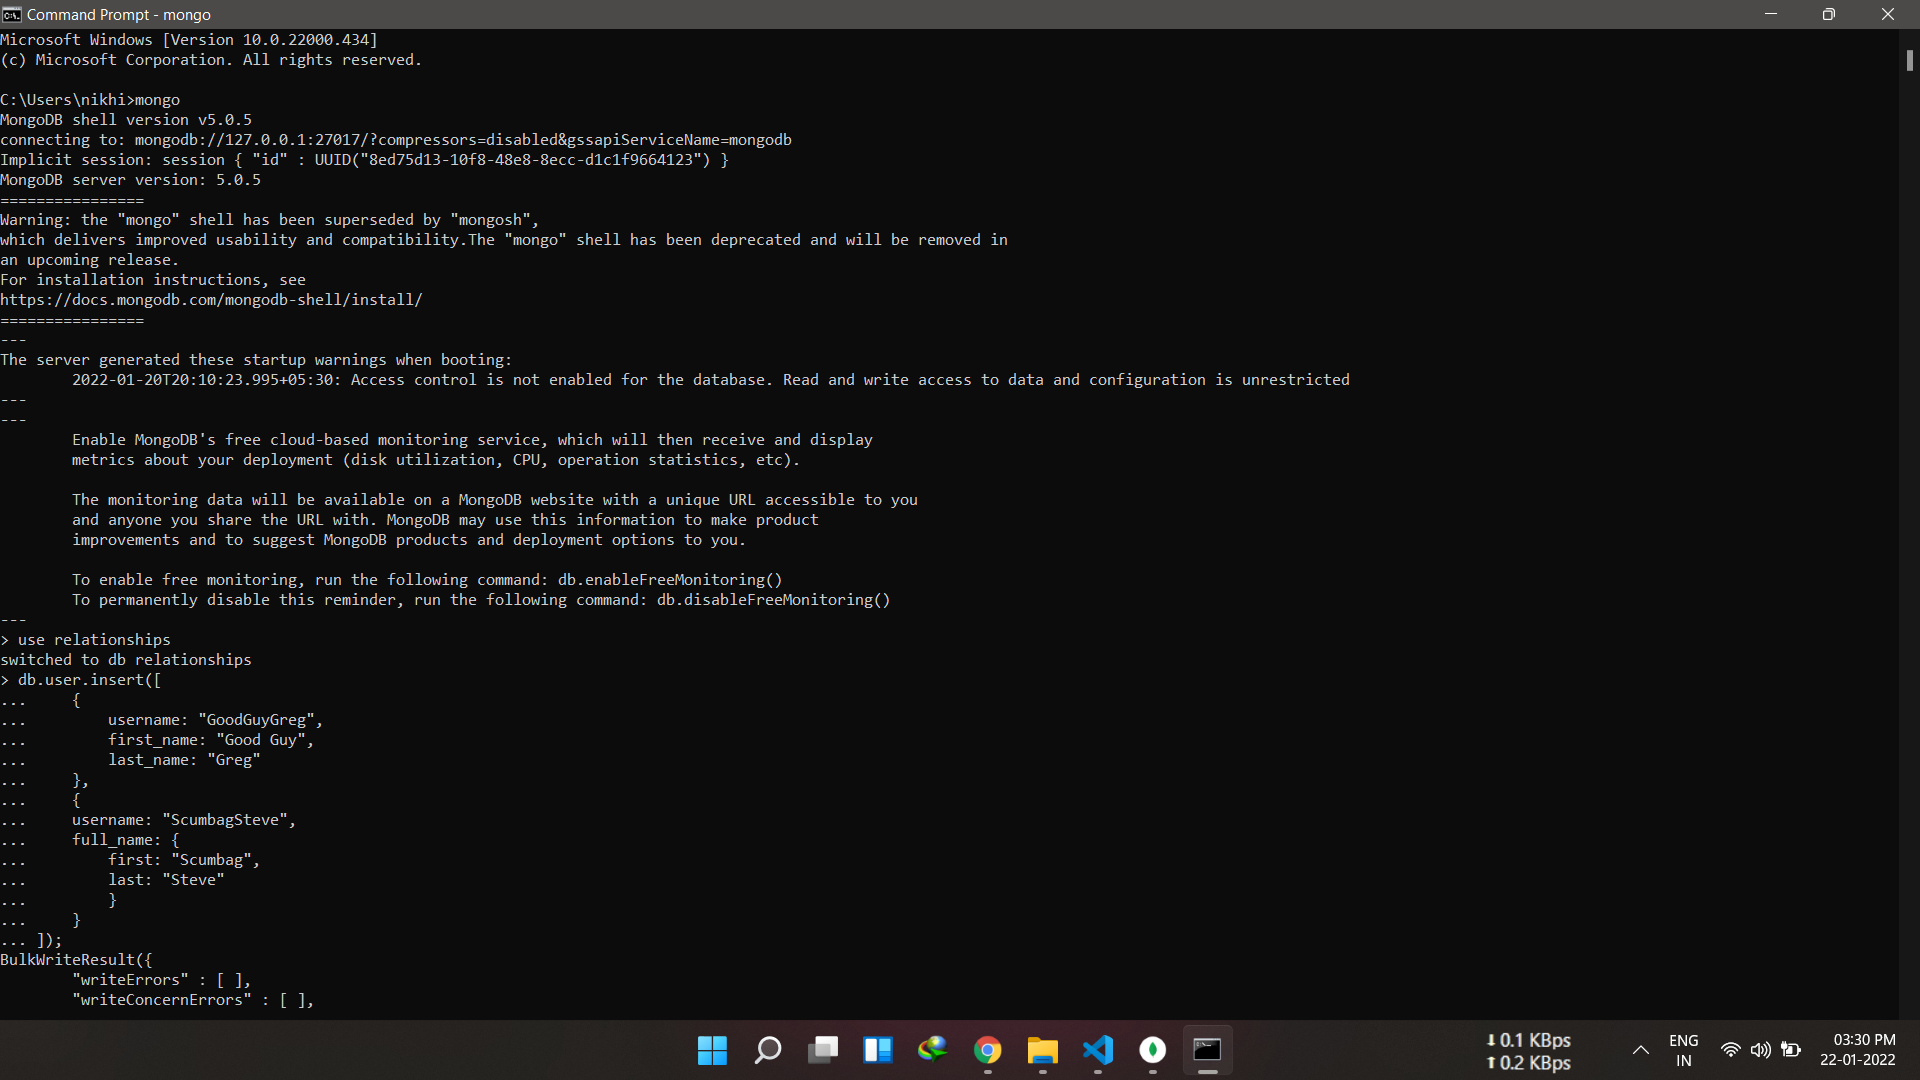 Command Prompt - mongo
Microsoft Windows [Version 10.0.22000.434]
(c) Microsoft Corporation. All rights reserved.
C:\Users\nikhi>mongo
MongoDB shell version v5.0.5
connecting to: mongodb://127.0.0.1:27017/?compressors=disabled&gssapiServiceName=mongodb
Implicit session: session { "id" : UUID("8ed75d13-10f8-48e8-8ecc-d1c1f9664123") }
MongoDB server version: 5.0.5
================
Warning: the "mongo" shell has been superseded by "mongosh",
which delivers improved usability and compatibility.The "mongo" shell has been deprecated and will be removed in
an upcoming release.
For installation instructions, see
https://docs.mongodb.com/mongodb-shell/install/
================
---
The server generated these startup warnings when booting:
        2022-01-20T20:10:23.995+05:30: Access control is not enabled for the database. Read and write access to data and configuration is unrestricted
---
---
        Enable MongoDB's free cloud-based monitoring service, which will then receive and display
        metrics about your deployment (disk utilization, CPU, operation statistics, etc).
        The monitoring data will be available on a MongoDB website with a unique URL accessible to you
        and anyone you share the URL with. MongoDB may use this information to make product
        improvements and to suggest MongoDB products and deployment options to you.
        To enable free monitoring, run the following command: db.enableFreeMonitoring()
        To permanently disable this reminder, run the following command: db.disableFreeMonitoring()
---
> use relationships
switched to db relationships
> db.user.insert([
...     {
...         username: "GoodGuyGreg",
...         first_name: "Good Guy",
...         last_name: "Greg"
...     },
...     {
...     username: "ScumbagSteve",
...     full_name: {
...         first: "Scumbag",
...         last: "Steve"
...         }
...     }
... ]);
BulkWriteResult({
        "writeErrors" : [ ],
        "writeConcernErrors" : [ ],
0.1 KBps
0.2 KBps
ENG
IN
03:30 PM
22-01-2022